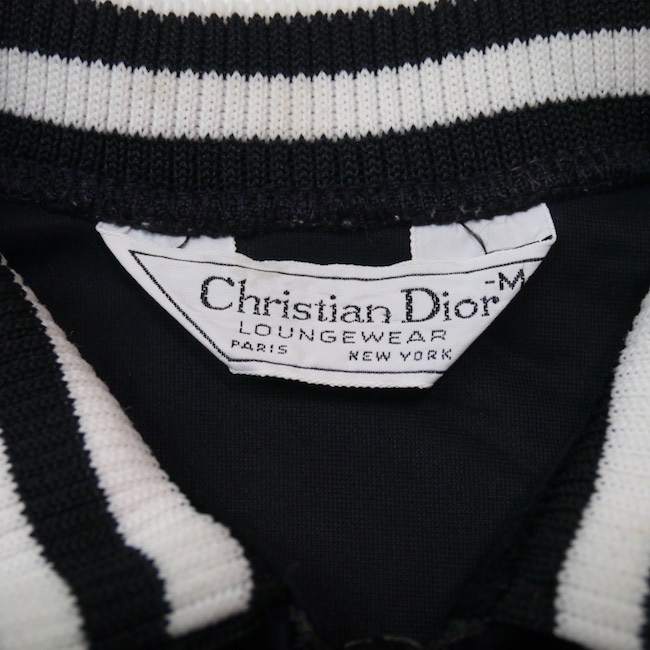 Christian Dior -M
LOUNGEWEAR
PARIS NEW YORK